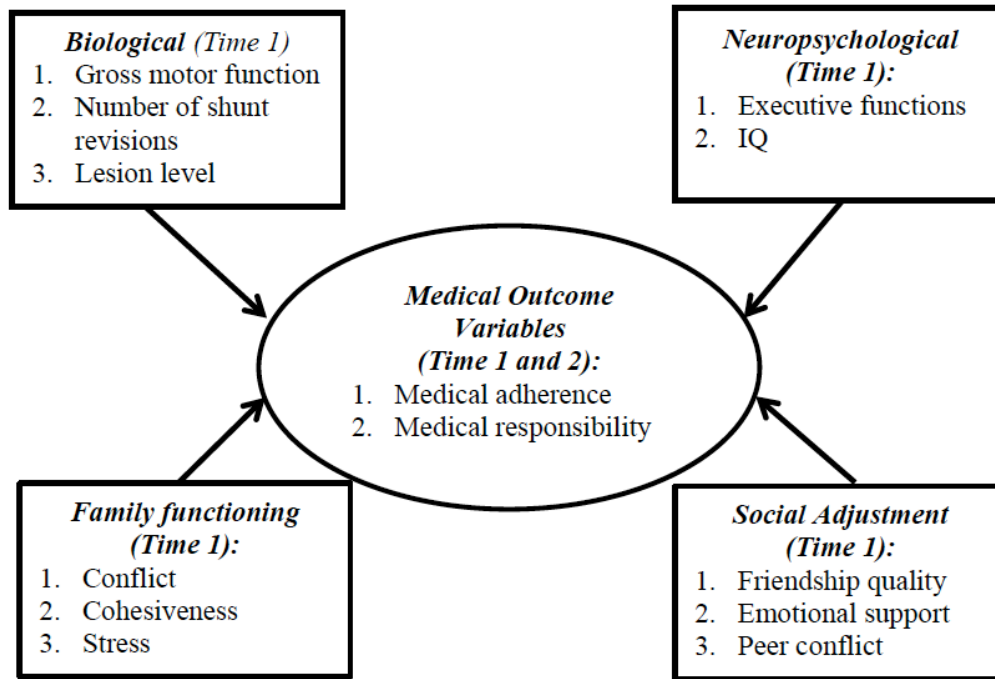 Biological (Time 1)
1. Gross motor function
2. Number of shunt
revisions
3. Lesion level
Neuropsychological
(Time 1):
1. Executive functions
2. IQ
Medical Outcome
Variables
(Time 1 and 2):
1. Medical adherence
2. Medical responsibility
Family functioning
(Time 1):
1. Conflict
2. Cohesiveness
3. Stress
Social Adjustment
(Time 1):
1. Friendship quality
2. Emotional support
3. Peer conflict